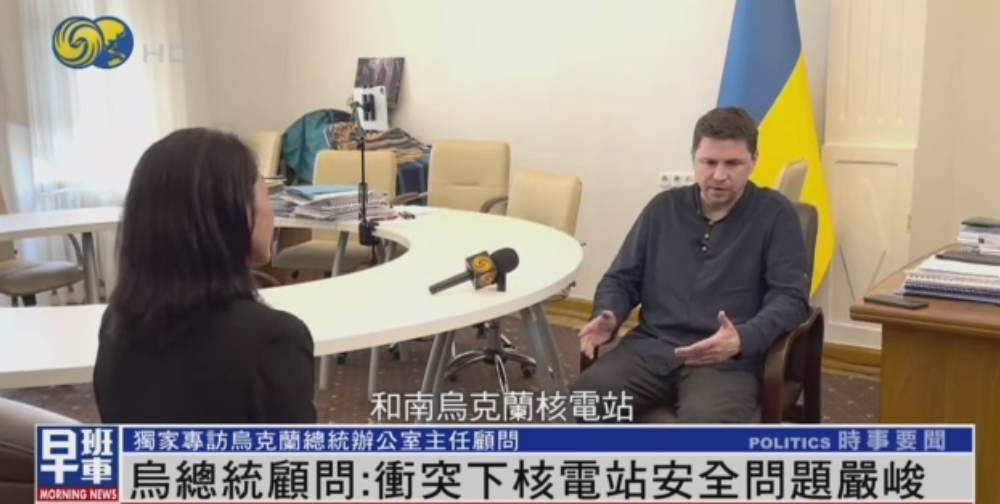 HD
和南烏克蘭核電站
早班車
MORNING NEWS
獨家專訪烏克蘭總統辦公室主任顧問
POLITICS 時事要聞
烏總統顧問:衝突下核電站安全問題嚴峻